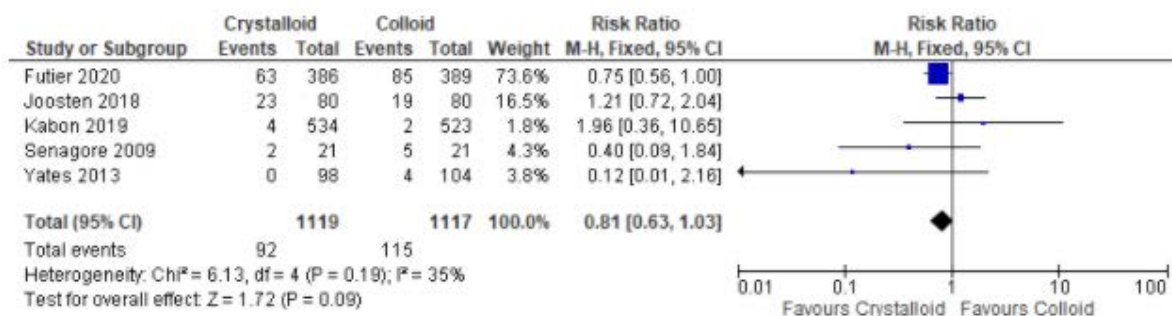 Crystalloid Colloid Risk Ratio Risk Ratio
Study or Subgroup Events Total Events Total Weight M-H, Fixed, 95% CI M-H, Fixed, 95% CI
Futier 2020 63 386 85 389 73.6% 0.75 [0.56, 1.00]
Joosten 2018 23 80 19 80 16.5% 1.21 [0.72, 2.04]
Kabon 2019 4 534 2 523 1.8% 1.96 [0.36, 10.65]
Senagore 2009 2 21 5 21 4.3% 0.40 [0.09, 1.84]
Yates 2013 0 98 4 104 3.8% 0.12 [0.01, 2.16]
Total (95% CI) 1119 1117 100.0% 0.81 [0.63, 1.03]
Total events 92 115
Heterogeneity: Chi² = 6.13, df = 4 (P = 0.19); I² = 35%
Test for overall effect: Z = 1.72 (P = 0.09)
0.01 0.1 1 10 100
Favours Crystalloid Favours Colloid